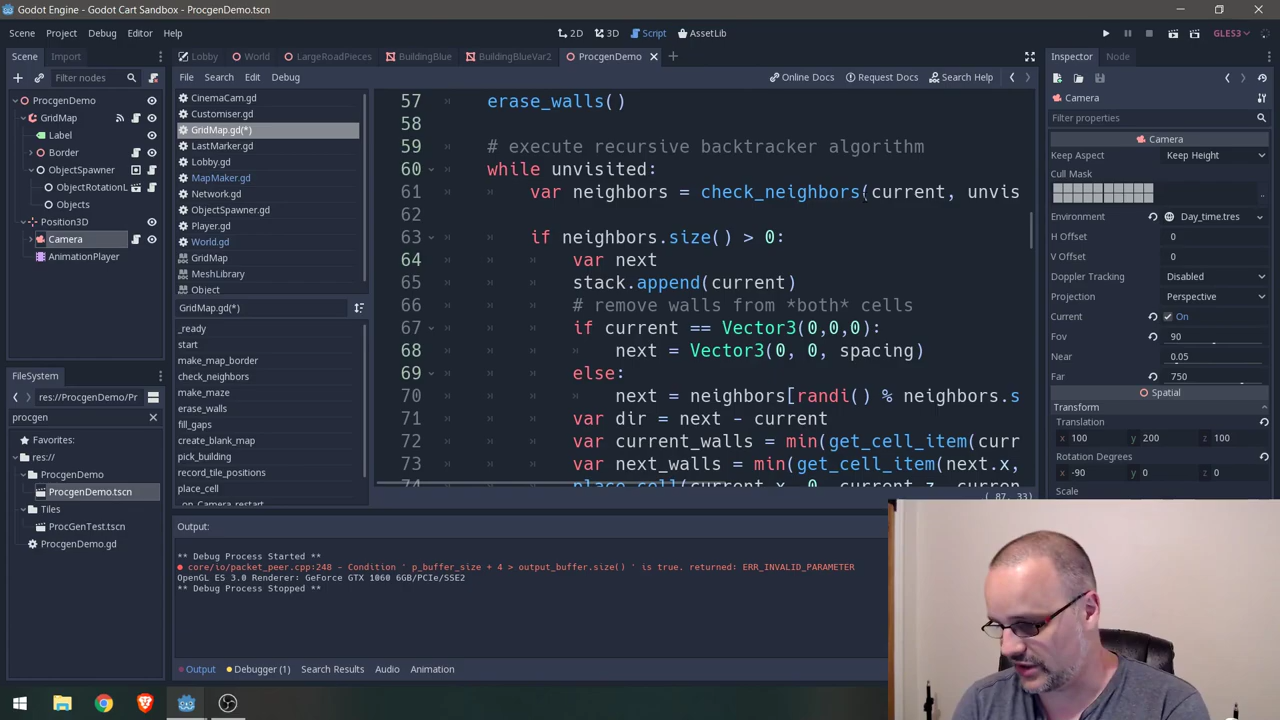 Godot Engine - Godot Cart Sandbox - ProcgenDemo.tscn
Scene Project Debug Editor Help
2D 3D Script AssetLib
GLES3
Scene Import
Lobby World LargeRoadPieces BuildingBlue BuildingBlueVar2 ProcgenDemo
Inspector Node
Filter nodes
File Search Edit Debug
Online Docs Request Docs Search Help
ProcgenDemo
GridMap
Label
Border
ObjectSpawner
ObjectRotationL
Objects
Position3D
Camera
AnimationPlayer
FileSystem
res://ProcgenDemo/Pr
procgen
Favorites:
res://
ProcgenDemo
ProcgenDemo.tscn
Tiles
ProcGenTest.tscn
ProcgenDemo.gd
CinemaCam.gd
Customiser.gd
GridMap.gd(*)
LastMarker.gd
Lobby.gd
MapMaker.gd
Network.gd
ObjectSpawner.gd
Player.gd
World.gd
GridMap
MeshLibrary
Object
GridMap.gd(*)
_ready
start
make_map_border
check_neighbors
make_maze
erase_walls
fill_gaps
create_blank_map
pick_building
record_tile_positions
place_cell
_on_Camera_restart
57 erase_walls()
58
59 # execute recursive backtracker algorithm
60 while unvisited:
61 var neighbors = check_neighbors(current, unvis
62
63 if neighbors.size() > 0:
64 var next
65 stack.append(current)
66 # remove walls from *both* cells
67 if current == Vector3(0,0,0):
68 next = Vector3(0, 0, spacing)
69 else:
70 next = neighbors[randi() % neighbors.s
71 var dir = next - current
72 var current_walls = min(get_cell_item(curr
73 var next_walls = min(get_cell_item(next.x,
74 place_cell(current.x, 0, current.z, current
( 87, 33)
Output:
** Debug Process Started **
core/io/packet_peer.cpp:248 - Condition ' p_buffer_size + 4 > output_buffer.size() ' is true. returned: ERR_INVALID_PARAMETER
OpenGL ES 3.0 Renderer: GeForce GTX 1060 6GB/PCIe/SSE2
** Debug Process Stopped **
Output Debugger (1) Search Results Audio Animation
Camera
Filter properties
Camera
Keep Aspect Keep Height
Cull Mask
Environment Day_time.tres
H Offset 0
V Offset 0
Doppler Tracking Disabled
Projection Perspective
Current On
Fov 90
Near 0.05
Far 750
Spatial
Transform
Translation
x 100 y 200 z 100
Rotation Degrees
x -90 y 0 z 0
Scale